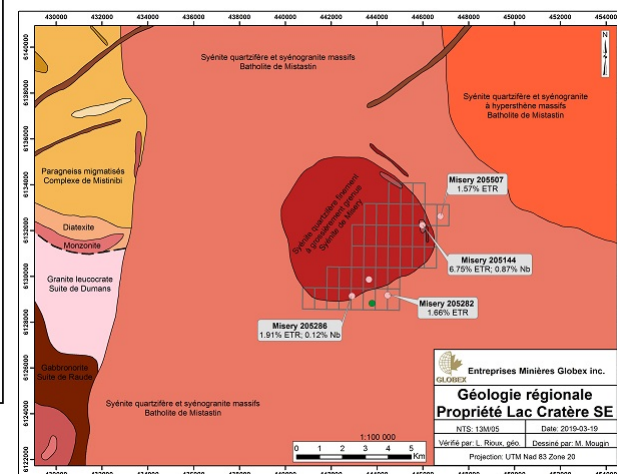 430000 432000 434000 436000 438000 440000 442000 444000 446000 448000 450000 452000 454000
6140000
6138000
6136000
6134000
6132000
6130000
6128000
6126000
6124000
6122000
N
Syénite quartzifère et syénogranite massifs
Batholite de Mistastin
Syénite quartzifère et syénogranite
à hypersthène massifs
Batholite de Mistastin
Paragneiss migmatisés
Complexe de Mistinibi
Diatexite
Monzonite
Granite leucocrate
Suite de Dumans
Gabbronorite
Suite de Raude
Syénite quartzifère finement
à grossièrement grenue
Syénite de Misery
Misery 205507
1.57% ETR
Misery 205144
6.75% ETR; 0.87% Nb
Misery 205282
1.66% ETR
Misery 205286
1.91% ETR; 0.12% Nb
Syénite quartzifère et syénogranite massifs
Batholite de Mistastin
1:100 000
0 1 2 3 4 5
Km
GLOBEX
Entreprises Minières Globex inc.
Géologie régionale
Propriété Lac Cratère SE
NTS: 13M/05 Date: 2019-03-19
Vérifié par: L. Rioux, géo. Dessiné par: M. Mougin
Projection: UTM Nad 83 Zone 20